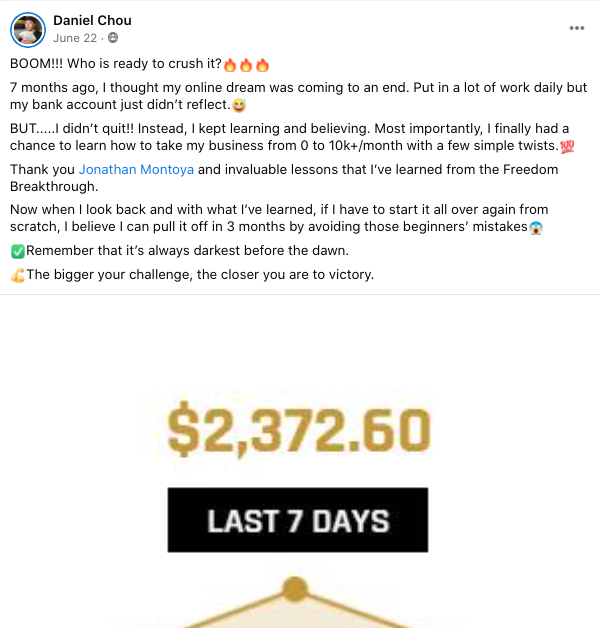 Daniel Chou
June 22 ·
BOOM!!! Who is ready to crush it?🔥🔥🔥
7 months ago, I thought my online dream was coming to an end. Put in a lot of work daily but
my bank account just didn’t reflect.😅
BUT.....I didn’t quit!! Instead, I kept learning and believing. Most importantly, I finally had a
chance to learn how to take my business from 0 to 10k+/month with a few simple twists.💯
Thank you Jonathan Montoya and invaluable lessons that I’ve learned from the Freedom
Breakthrough.
Now when I look back and with what I’ve learned, if I have to start it all over again from
scratch, I believe I can pull it off in 3 months by avoiding those beginners’ mistakes😱
✅Remember that it’s always darkest before the dawn.
💪The bigger your challenge, the closer you are to victory.
$2,372.60
LAST 7 DAYS